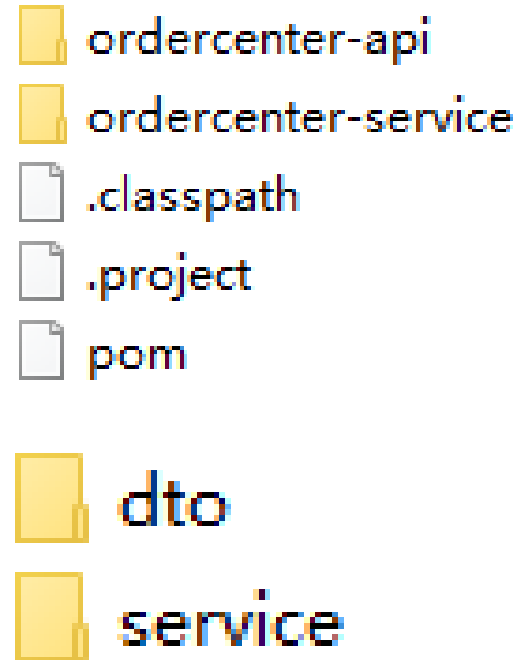 ordercenter-api
ordercenter-service
.classpath
.project
pom
dto
service